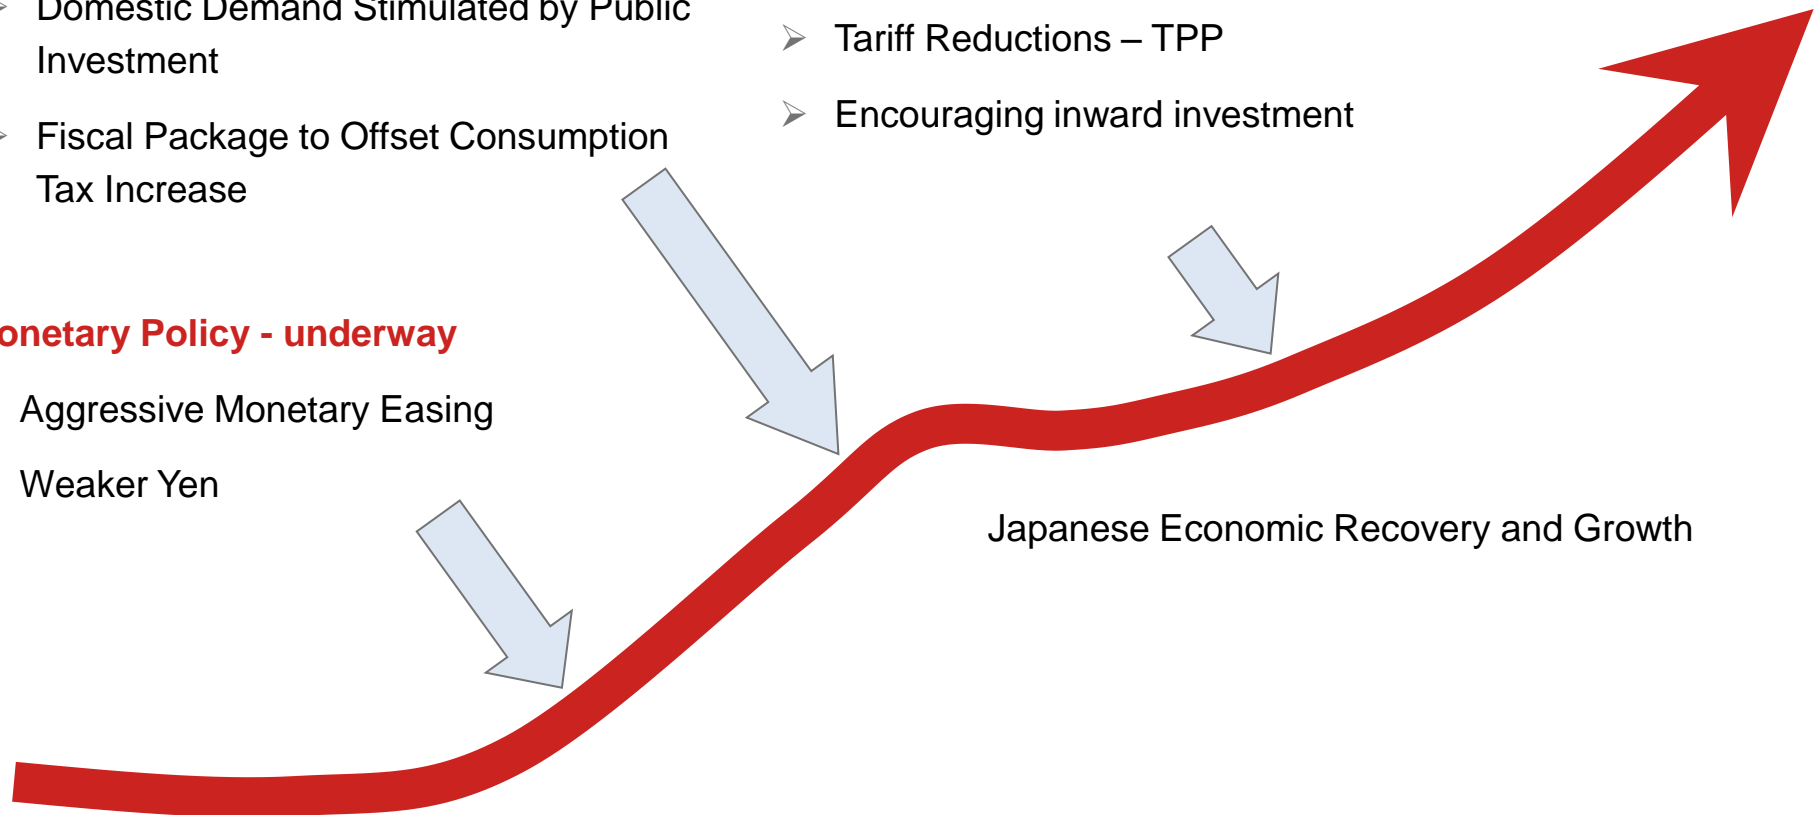 Domestic Demand Stimulated by Public
Investment
Fiscal Package to Offset Consumption
Tax Increase
Tariff Reductions – TPP
Encouraging inward investment
onetary Policy - underway
Aggressive Monetary Easing
Weaker Yen
Japanese Economic Recovery and Growth